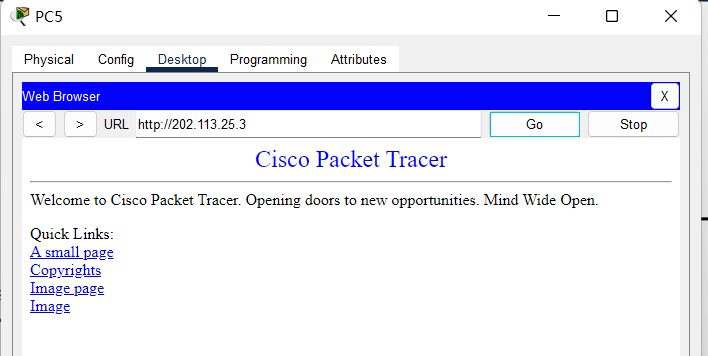 PC5
Physical Config Desktop Programming Attributes
Web Browser X
< > URL http://202.113.25.3 Go Stop
Cisco Packet Tracer
Welcome to Cisco Packet Tracer. Opening doors to new opportunities. Mind Wide Open.
Quick Links:
A small page
Copyrights
Image page
Image